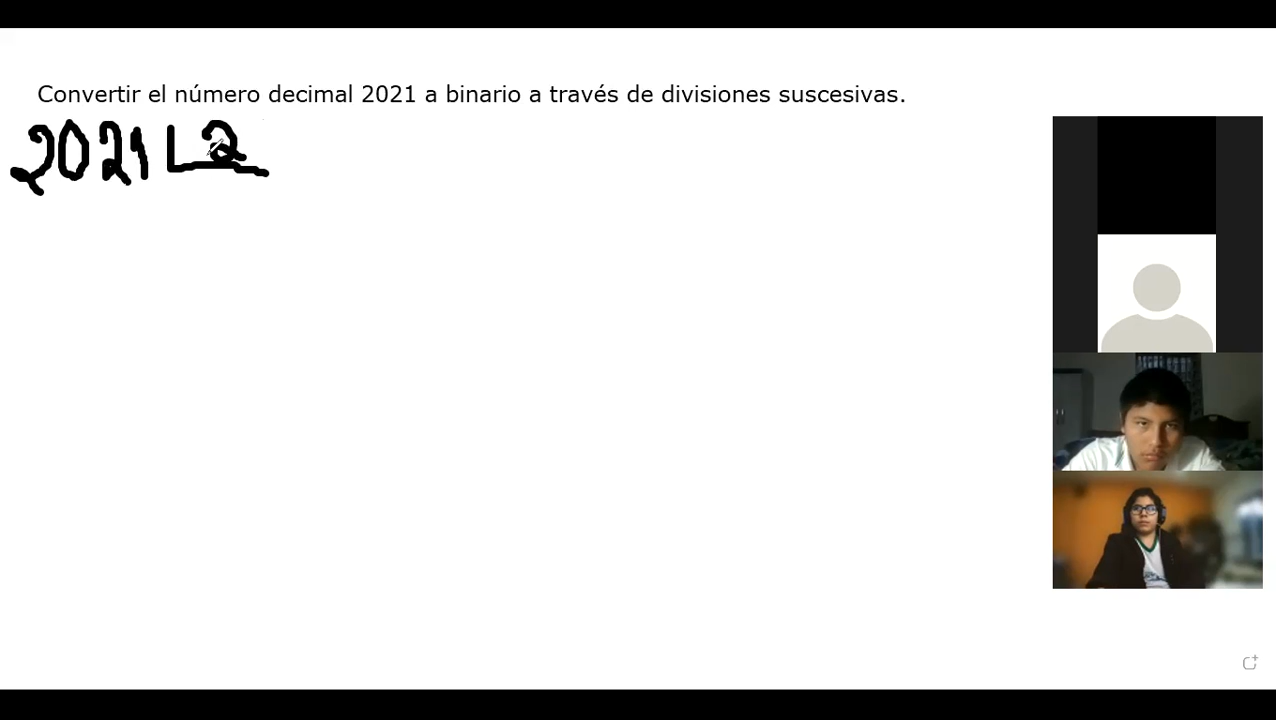 Convertir el número decimal 2021 a binario a través de divisiones suscesivas.
2021 2